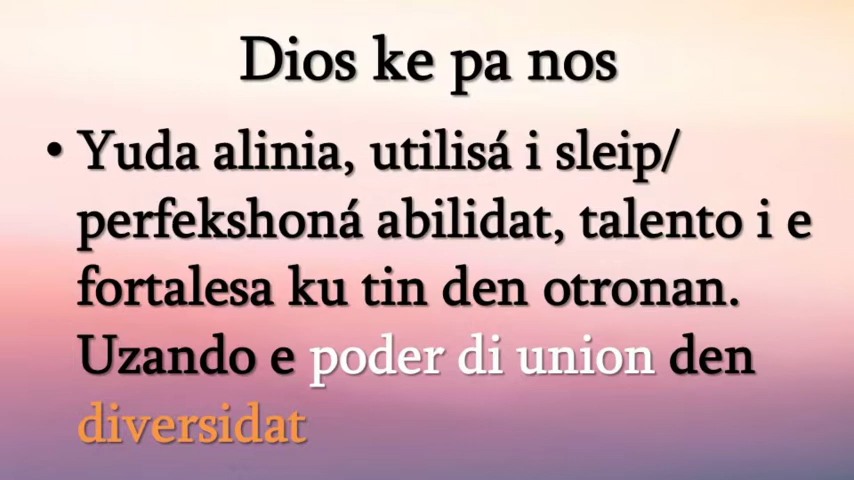 Dios ke pa nos
• Yuda alinia, utilisá i sleip/
perfekshoná abilidat, talento i e
fortalesa ku tin den otronan.
Uzando e poder di union den
diversidat